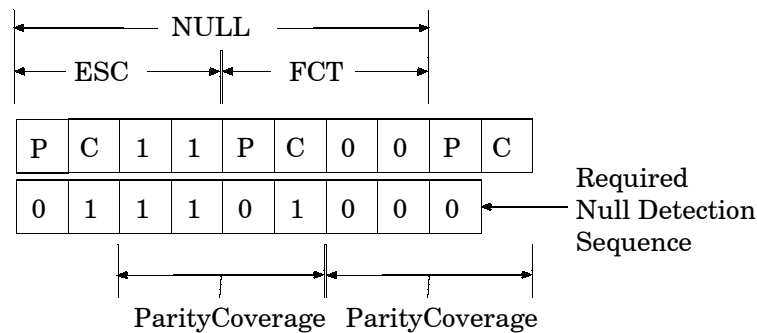 NULL
ESC FCT
P C 1 1 P C 0 0 P C
0 1 1 1 0 1 0 0 0
Required
Null Detection
Sequence
ParityCoverage ParityCoverage